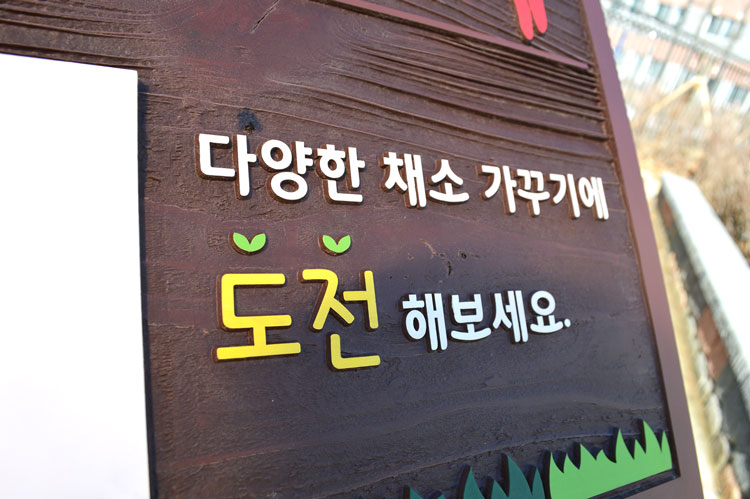 다양한 채소 가꾸기에
도전 해보세요.